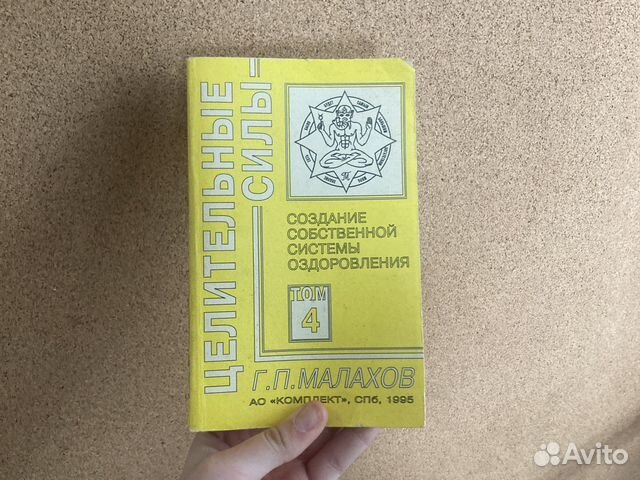 ЦЕЛИТЕЛЬНЫЕ
СИЛЫ
СОЗДАНИЕ
СОБСТВЕННОЙ
СИСТЕМЫ
ОЗДОРОВЛЕНИЯ
ТОМ
4
Г.П.МАЛАХОВ
АО «КОМПЛЕКТ», СПб, 1995
Avito